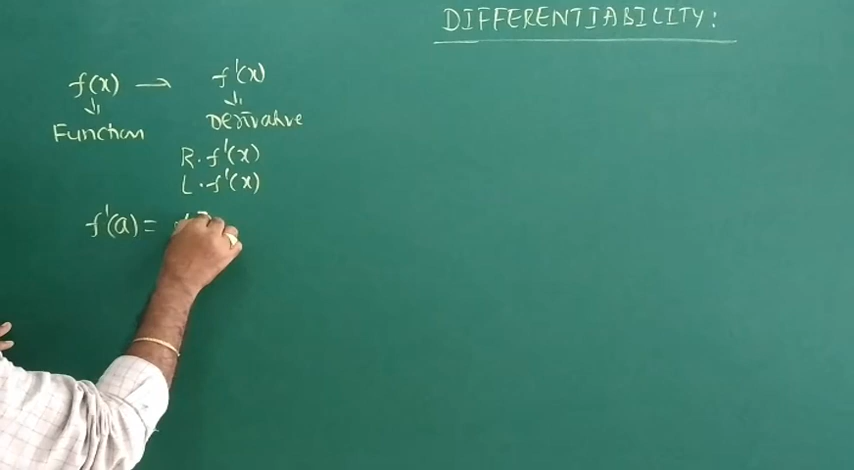 DIFFERENTIABILITY:
f(x) → f'(x)
↓ ↓
Function Derivative
R. f'(x)
L. f'(x)
f'(a) =